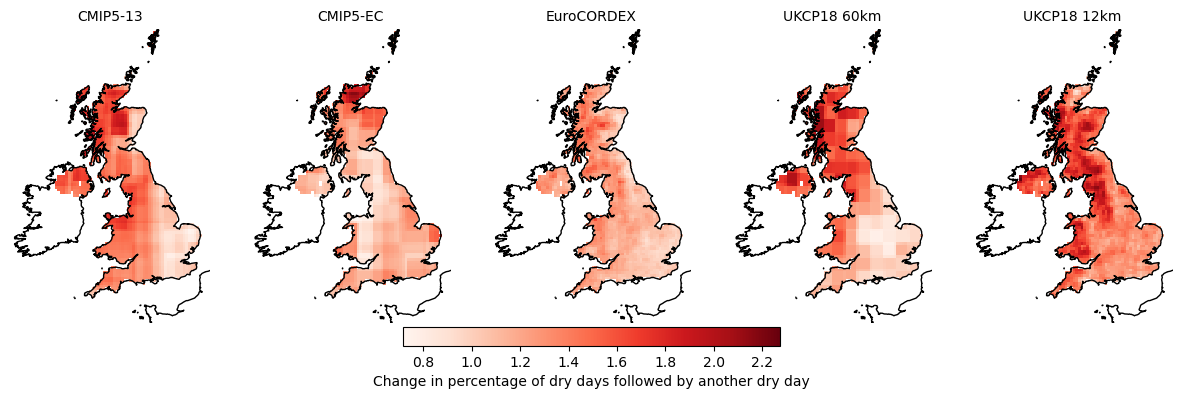 CMIP5-13 CMIP5-EC EuroCORDEX UKCP18 60km UKCP18 12km
0.8 1.0 1.2 1.4 1.6 1.8 2.0 2.2
Change in percentage of dry days followed by another dry day